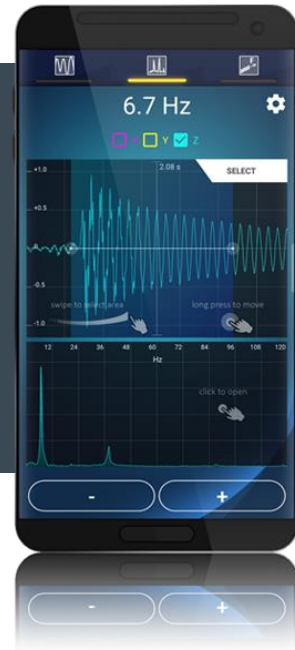 6.7 Hz
X Y Z
2.08 s
SELECT
+1.0
+0.5
0
-0.5
swipe to select area
long press to move
-1.0
12 24 36 48 60 72 84 96 108 120
Hz
click to open
- +
- +